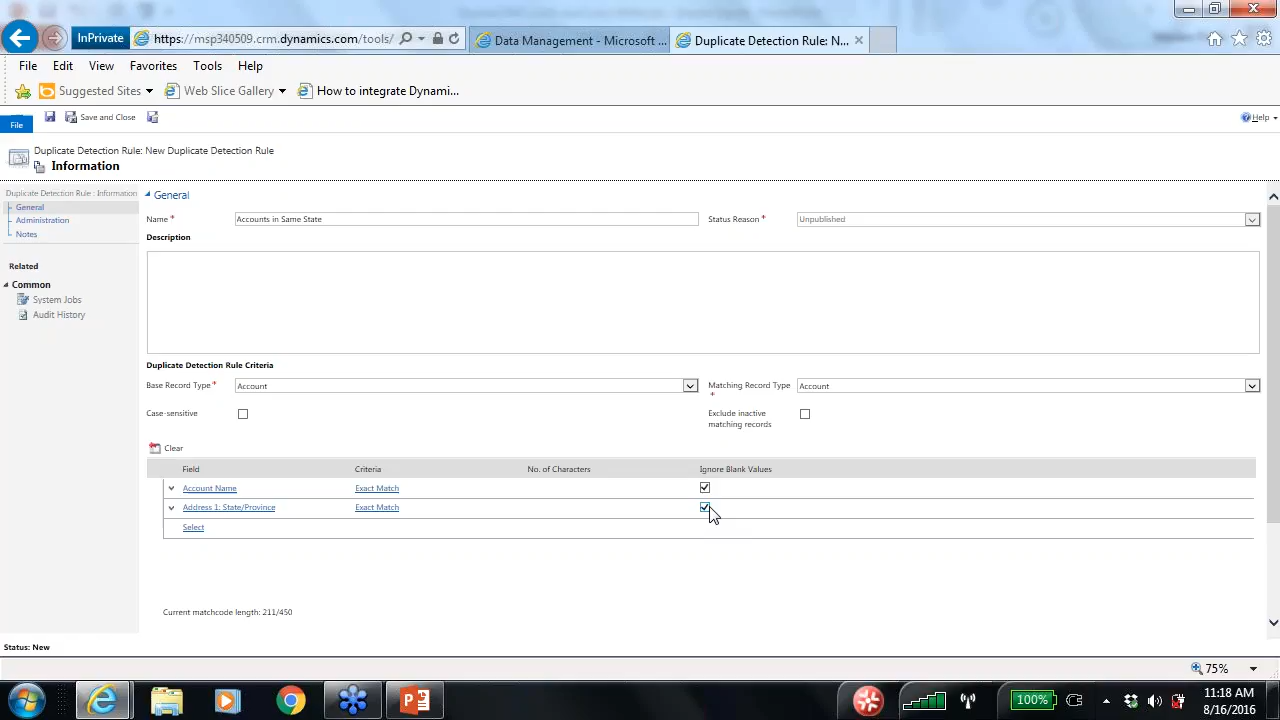 InPrivate
https://msp340509.crm.dynamics.com/tools/
Data Management - Microsoft ...
Duplicate Detection Rule: N...
File Edit View Favorites Tools Help
Suggested Sites Web Slice Gallery How to integrate Dynami...
File
Save and Close
Help
Duplicate Detection Rule: New Duplicate Detection Rule
Information
Duplicate Detection Rule : Information
General
Administration
Notes
Related
Common
System Jobs
Audit History
General
Name * Accounts in Same State Status Reason * Unpublished
Description
Duplicate Detection Rule Criteria
Base Record Type * Account Matching Record Type * Account
Case-sensitive Exclude inactive
matching records
Clear
Field Criteria No. of Characters Ignore Blank Values
Account Name Exact Match
Address 1: State/Province Exact Match
Select
Current matchcode length: 211/450
Status: New
75%
100%
11:18 AM
8/16/2016